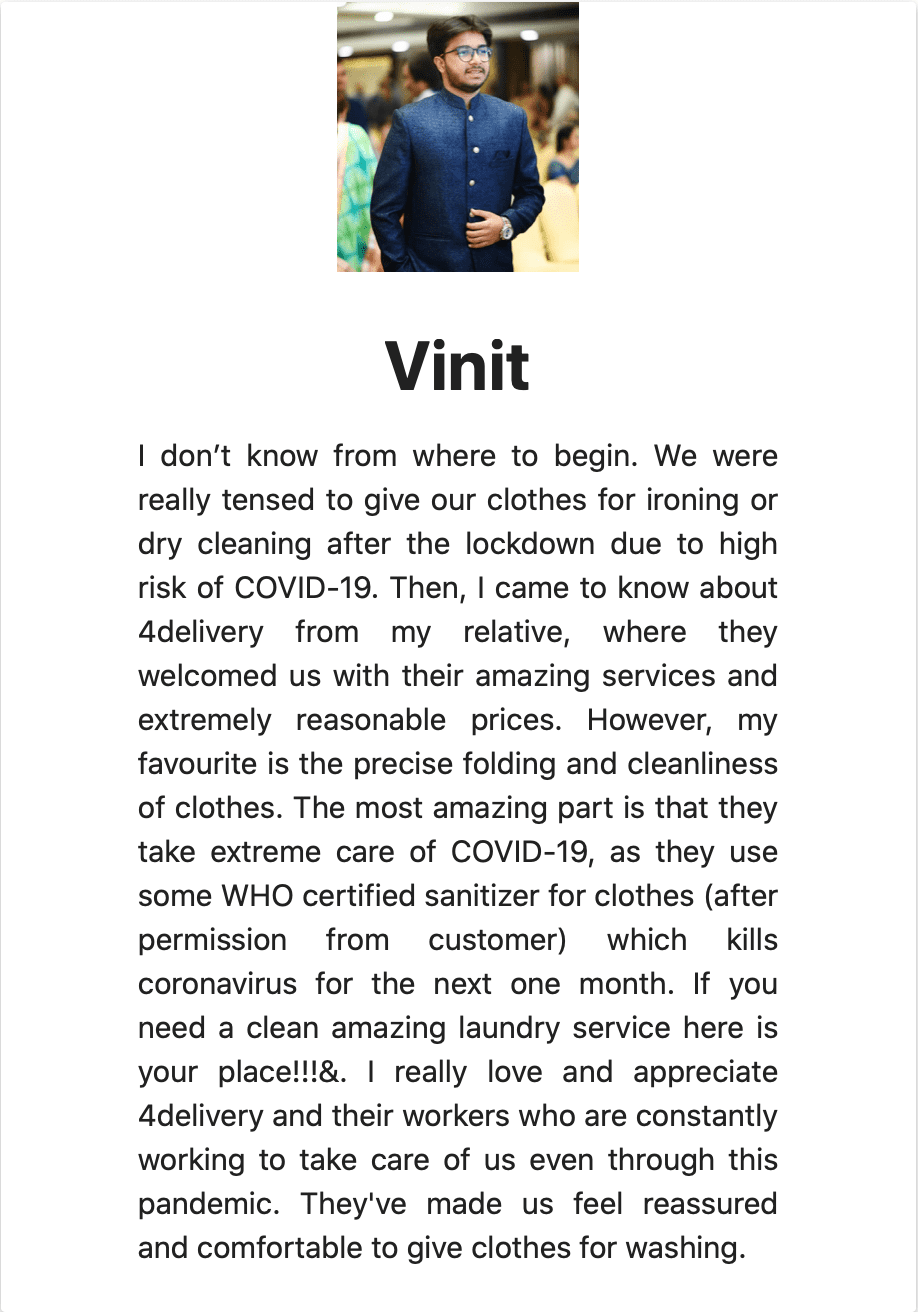 Vinit
I don’t know from where to begin. We were
really tensed to give our clothes for ironing or
dry cleaning after the lockdown due to high
risk of COVID-19. Then, I came to know about
4delivery from my relative, where they
welcomed us with their amazing services and
extremely reasonable prices. However, my
favourite is the precise folding and cleanliness
of clothes. The most amazing part is that they
take extreme care of COVID-19, as they use
some WHO certified sanitizer for clothes (after
permission from customer) which kills
coronavirus for the next one month. If you
need a clean amazing laundry service here is
your place!!!&. I really love and appreciate
4delivery and their workers who are constantly
working to take care of us even through this
pandemic. They've made us feel reassured
and comfortable to give clothes for washing.